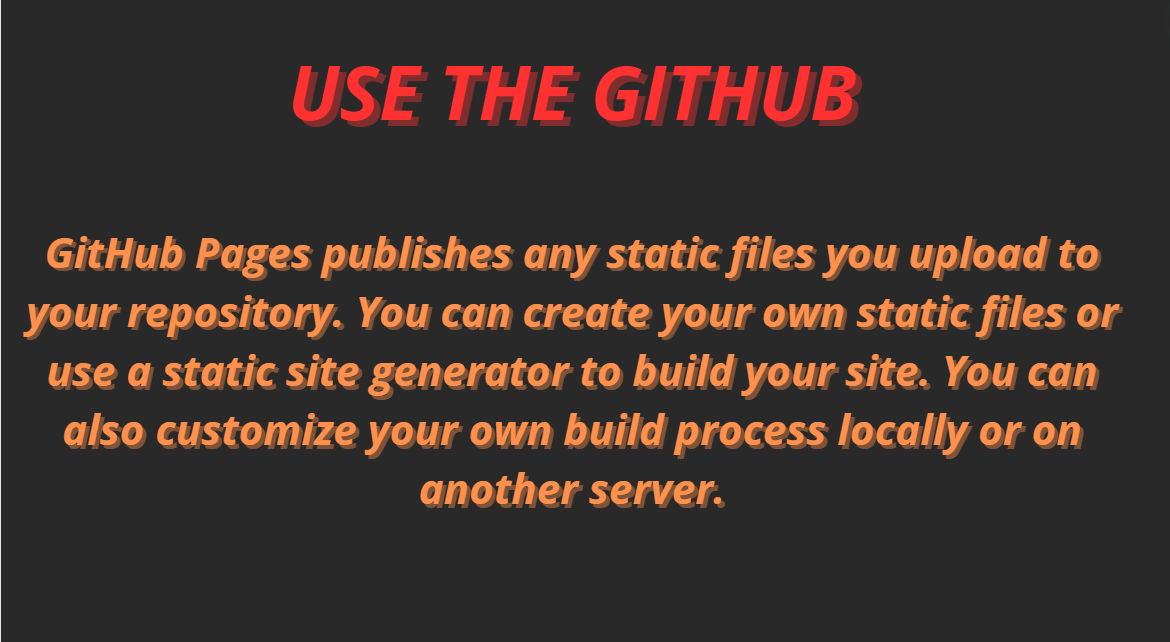 USE THE GITHUB
GitHub Pages publishes any static files you upload to
your repository. You can create your own static files or
use a static site generator to build your site. You can
also customize your own build process locally or on
another server.